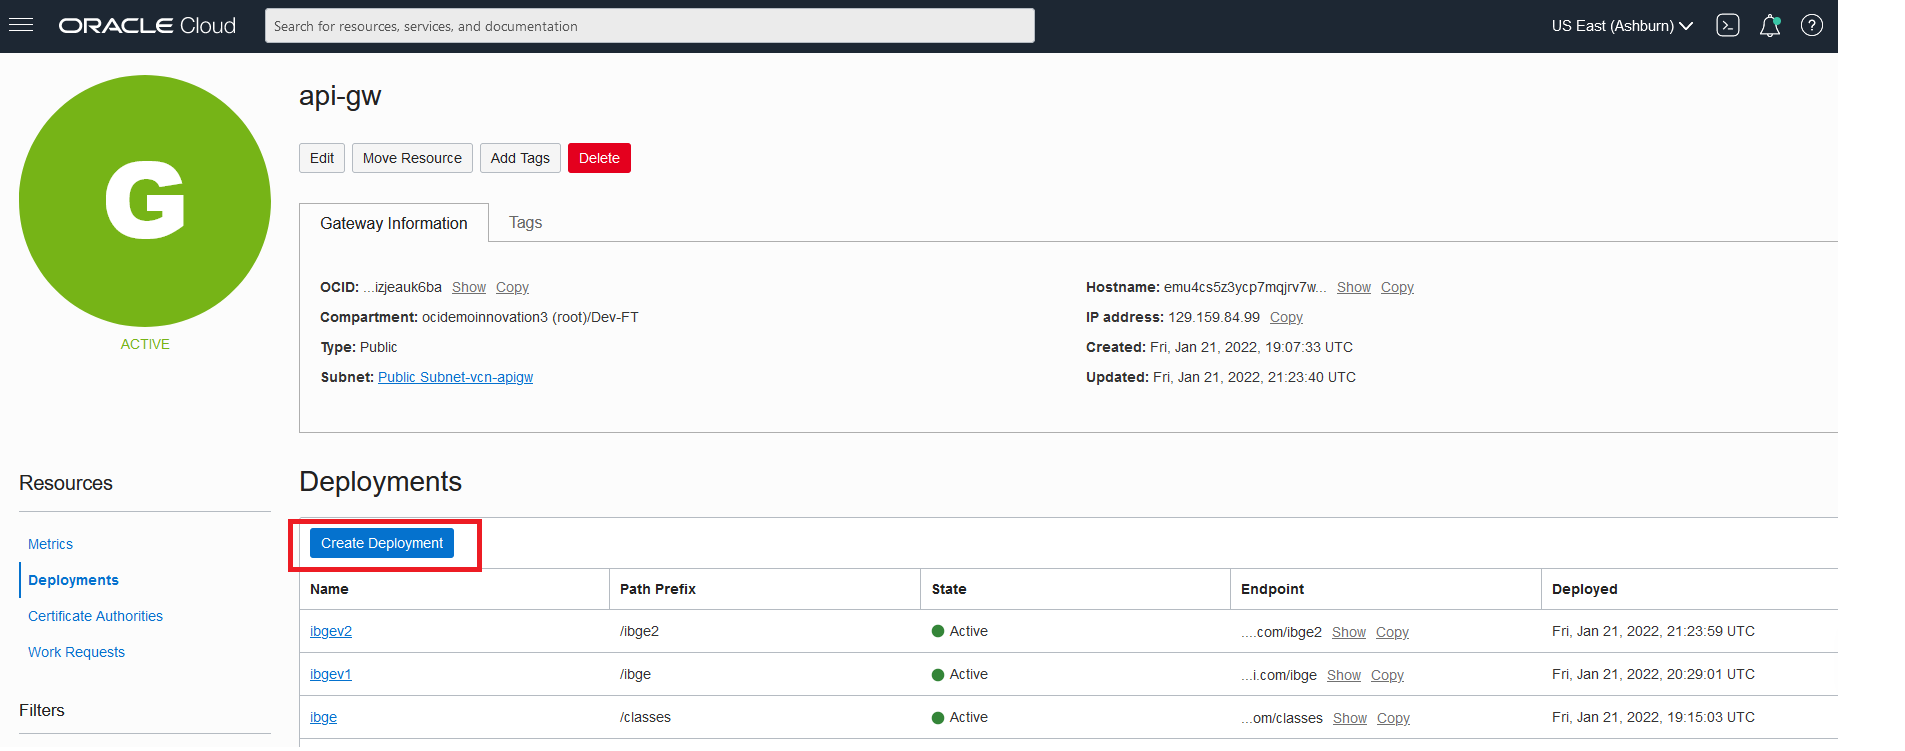 ORACLE Cloud
Search for resources, services, and documentation
US East (Ashburn)
G
ACTIVE
api-gw
Edit Move Resource Add Tags Delete
Gateway Information Tags
OCID: ...izjeauk6ba Show Copy
Compartment: ocidemoinnovation3 (root)/Dev-FT
Type: Public
Subnet: Public Subnet-vcn-apigw
Hostname: emu4cs5z3ycp7mqjrv7w... Show Copy
IP address: 129.159.84.99 Copy
Created: Fri, Jan 21, 2022, 19:07:33 UTC
Updated: Fri, Jan 21, 2022, 21:23:40 UTC
Resources
Metrics
Deployments
Certificate Authorities
Work Requests
Filters
Deployments
Create Deployment
Name Path Prefix State Endpoint Deployed
ibgev2 /ibge2 Active ....com/ibge2 Show Copy Fri, Jan 21, 2022, 21:23:59 UTC
ibgev1 /ibge Active ...i.com/ibge Show Copy Fri, Jan 21, 2022, 20:29:01 UTC
ibge /classes Active ...om/classes Show Copy Fri, Jan 21, 2022, 19:15:03 UTC